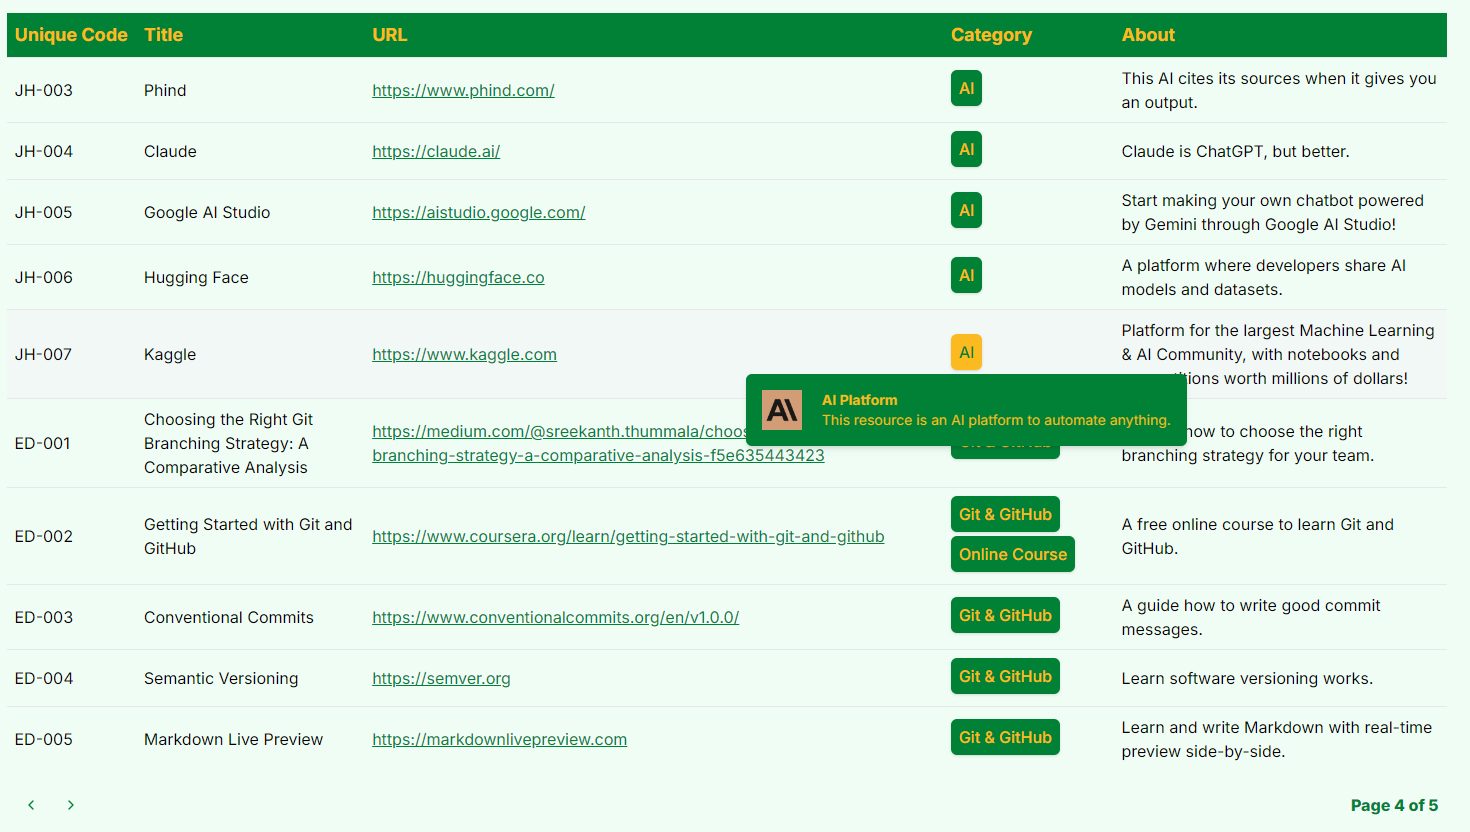 Unique Code Title URL Category About
JH-003 Phind https://www.phind.com/ AI This AI cites its sources when it gives you
an output.
JH-004 Claude https://claude.ai/ AI Claude is ChatGPT, but better.
JH-005 Google AI Studio https://aistudio.google.com/ AI Start making your own chatbot powered
by Gemini through Google AI Studio!
JH-006 Hugging Face https://huggingface.co AI A platform where developers share AI
models and datasets.
JH-007 Kaggle https://www.kaggle.com AI Platform for the largest Machine Learning
& AI Community, with notebooks and
worth millions of dollars!
AI Platform
This resource is an AI platform to automate anything.
ED-001 Choosing the Right Git
Branching Strategy: A
Comparative Analysis
https://medium.com/@sreekanth.thummala/choos
branching-strategy-a-comparative-analysis-f5e635443423
how to choose the right
branching strategy for your team.
ED-002 Getting Started with Git and
GitHub
https://www.coursera.org/learn/getting-started-with-git-and-github
Git & GitHub
Online Course
A free online course to learn Git and
GitHub.
ED-003 Conventional Commits https://www.conventionalcommits.org/en/v1.0.0/ Git & GitHub A guide how to write good commit
messages.
ED-004 Semantic Versioning https://semver.org Git & GitHub Learn software versioning works.
ED-005 Markdown Live Preview https://markdownlivepreview.com Git & GitHub Learn and write Markdown with real-time
preview side-by-side.
Page 4 of 5